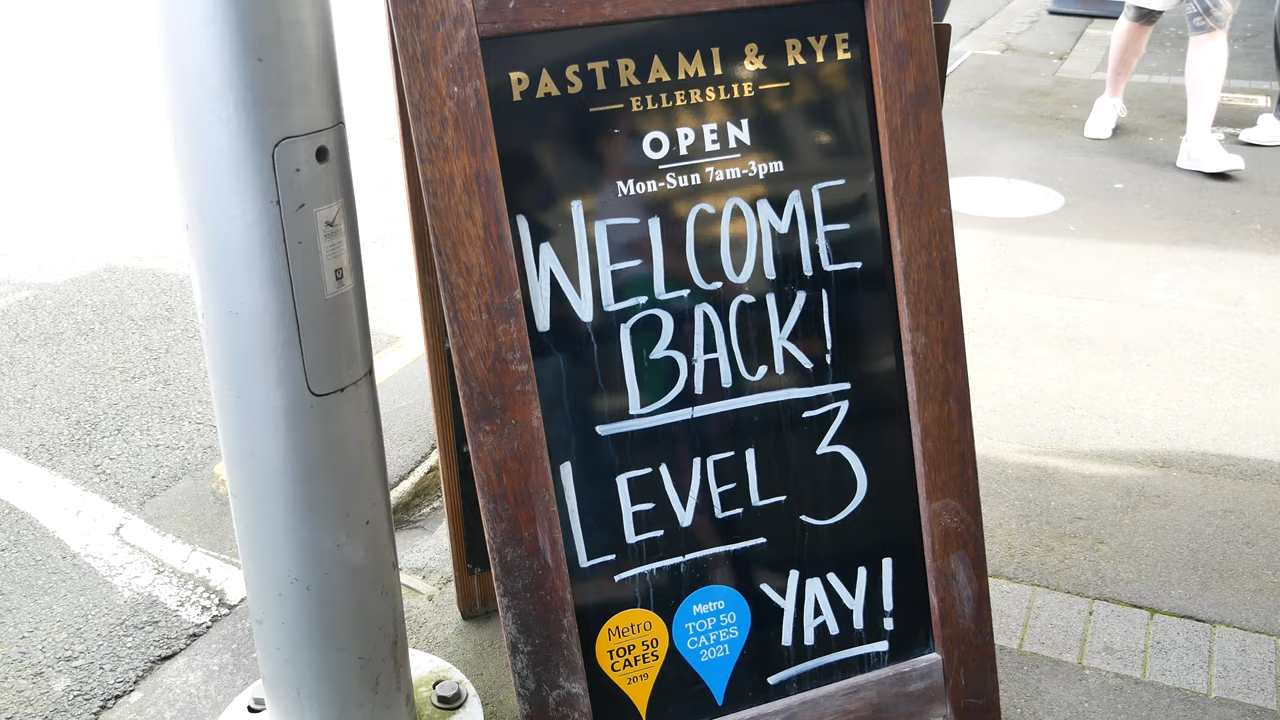 PASTRAMI & RYE
ELLERSLIE
OPEN
Mon-Sun 7am-3pm
WELCOME
BACK!
LEVEL 3
YAY!
Metro
TOP 50
CAFES
2019
Metro
TOP 50
CAFES
2021